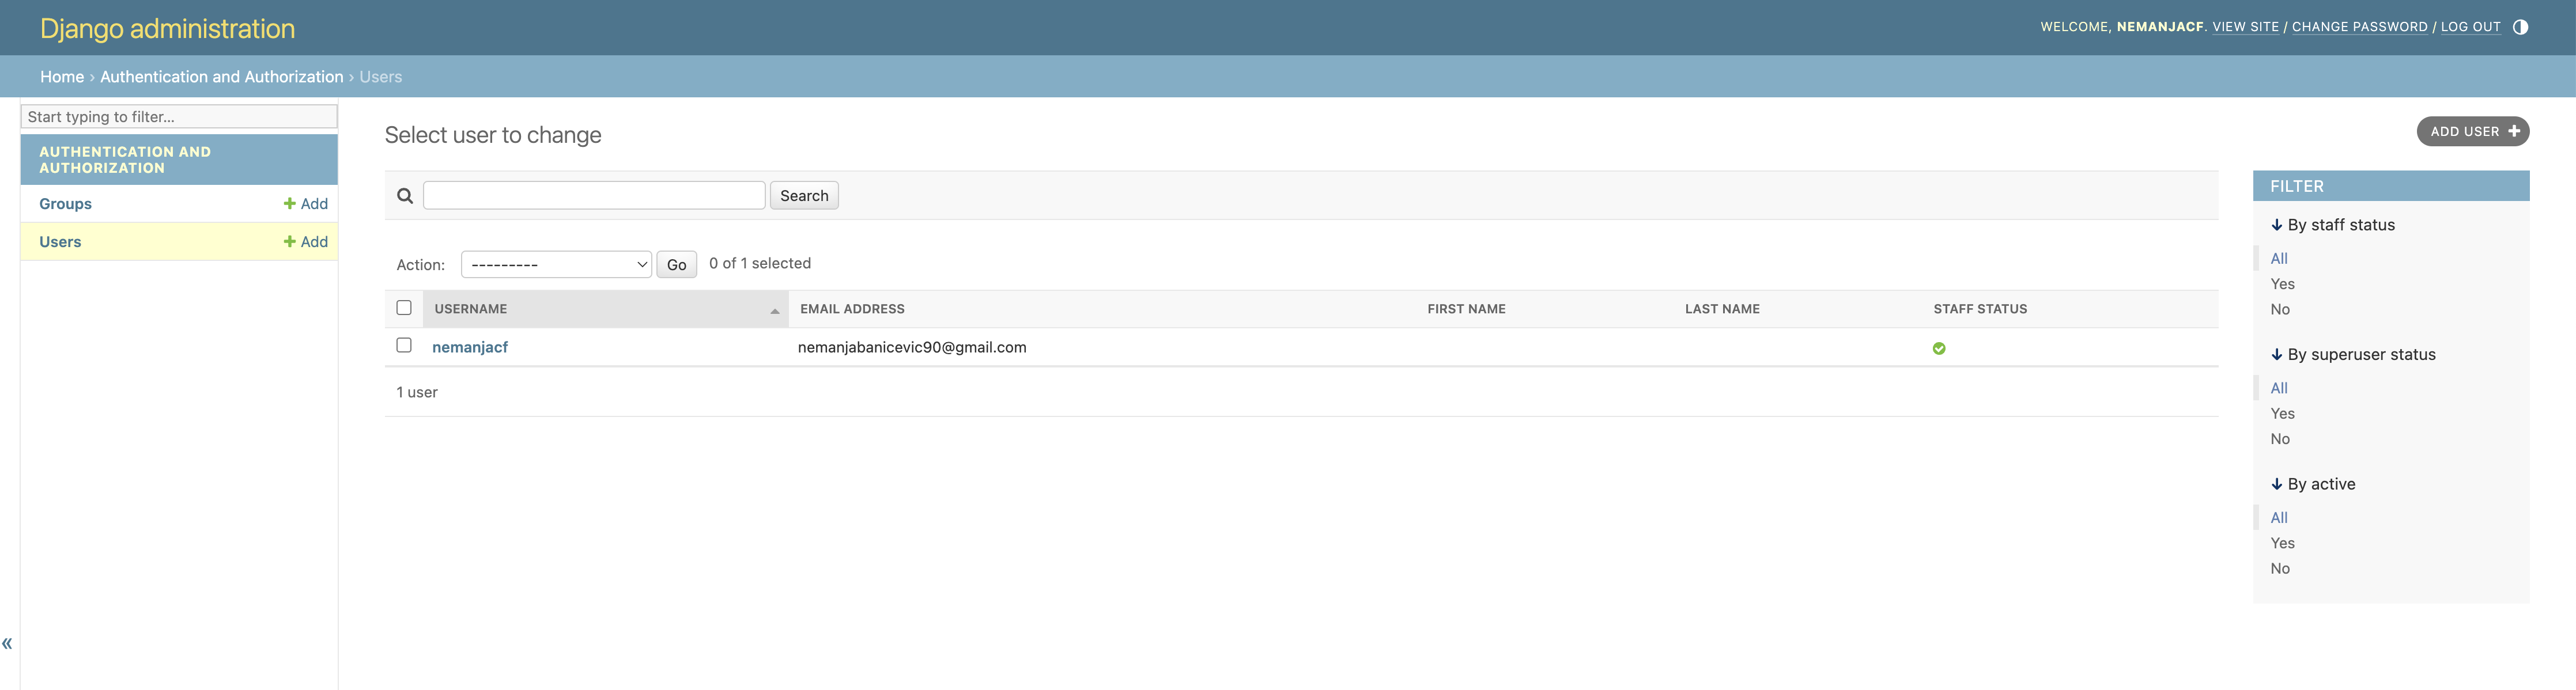 Django administration
WELCOME, NEMANJACF. VIEW SITE / CHANGE PASSWORD / LOG OUT
Home › Authentication and Authorization › Users
Start typing to filter...
AUTHENTICATION AND
AUTHORIZATION
Groups
Add
Users
Add
«
Select user to change
ADD USER
Search
Action:
---------
Go
0 of 1 selected
USERNAME EMAIL ADDRESS FIRST NAME LAST NAME STAFF STATUS
nemanjacf nemanjabanicevic90@gmail.com
1 user
FILTER
↓ By staff status
All
Yes
No
↓ By superuser status
All
Yes
No
↓ By active
All
Yes
No